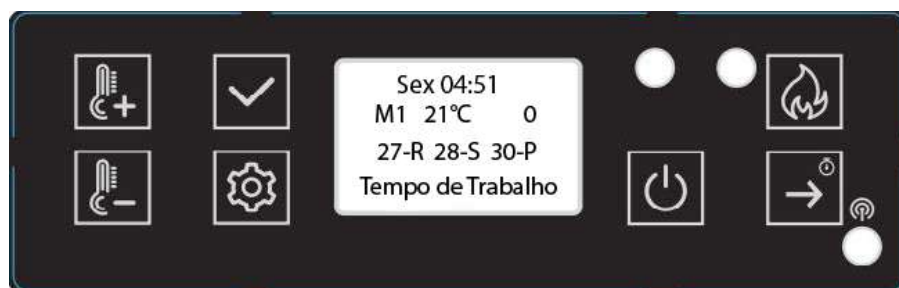 Sex 04:51
M1 21℃ 0
27-R 28-S 30-P
Tempo de Trabalho